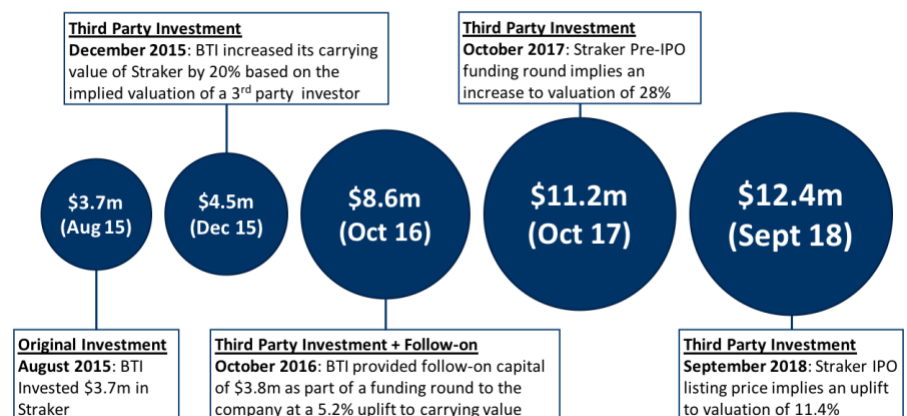 Third Party Investment
December 2015: BTI increased its carrying
value of Straker by 20% based on the
implied valuation of a 3rd party investor
Third Party Investment
October 2017: Straker Pre-IPO
funding round implies an
increase to valuation of 28%
$3.7m
(Aug 15)
$4.5m
(Dec 15)
$8.6m
(Oct 16)
$11.2m
(Oct 17)
$12.4m
(Sept 18)
Original Investment
August 2015: BTI
Invested $3.7m in
Straker
Third Party Investment + Follow-on
October 2016: BTI provided follow-on capital
of $3.8m as part of a funding round to the
company at a 5.2% uplift to carrying value
Third Party Investment
September 2018: Straker IPO
listing price implies an uplift
to valuation of 11.4%